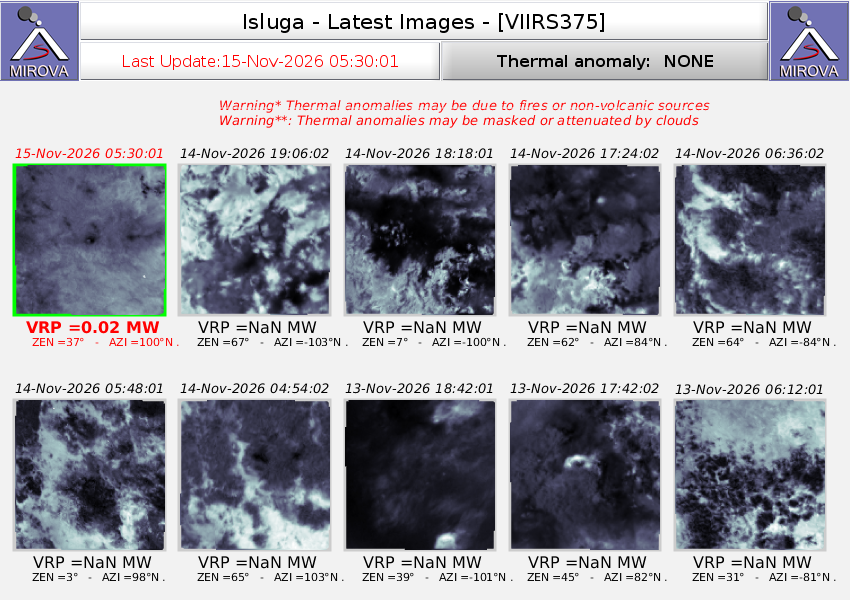 MIROVA
Isluga - Latest Images - [VIIRS375]
MIROVA
Last Update:15-Nov-2026 05:30:01
Thermal anomaly: NONE
Warning* Thermal anomalies may be due to fires or non-volcanic sources
Warning**: Thermal anomalies may be masked or attenuated by clouds
15-Nov-2026 05:30:01
14-Nov-2026 19:06:02
14-Nov-2026 18:18:01
14-Nov-2026 17:24:02
14-Nov-2026 06:36:02
VRP =0.02 MW
VRP =NaN MW
VRP =NaN MW
VRP =NaN MW
VRP =NaN MW
ZEN =37° - AZI =100°N .
ZEN =67° - AZI =-103°N .
ZEN =7° - AZI =-100°N .
ZEN =62° - AZI =84°N .
ZEN =64° - AZI =-84°N .
14-Nov-2026 05:48:01
14-Nov-2026 04:54:02
13-Nov-2026 18:42:01
13-Nov-2026 17:42:02
13-Nov-2026 06:12:01
VRP =NaN MW
VRP =NaN MW
VRP =NaN MW
VRP =NaN MW
VRP =NaN MW
ZEN =3° - AZI =98°N .
ZEN =65° - AZI =103°N .
ZEN =39° - AZI =-101°N .
ZEN =45° - AZI =82°N .
ZEN =31° - AZI =-81°N .